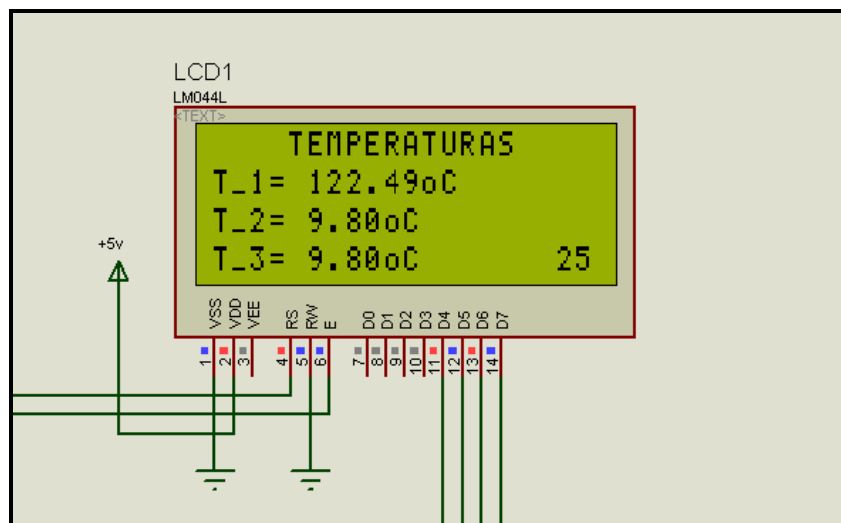 LCD1
LM044L
<TEXT>
TEMPERATURAS
T_1= 122.49oC
T_2= 9.80oC
T_3= 9.80oC 25
+5v
VSS VDD VEE RS RW E D0 D1 D2 D3 D4 D5 D6 D7
1 2 3 4 5 6 7 8 9 10 11 12 13 14